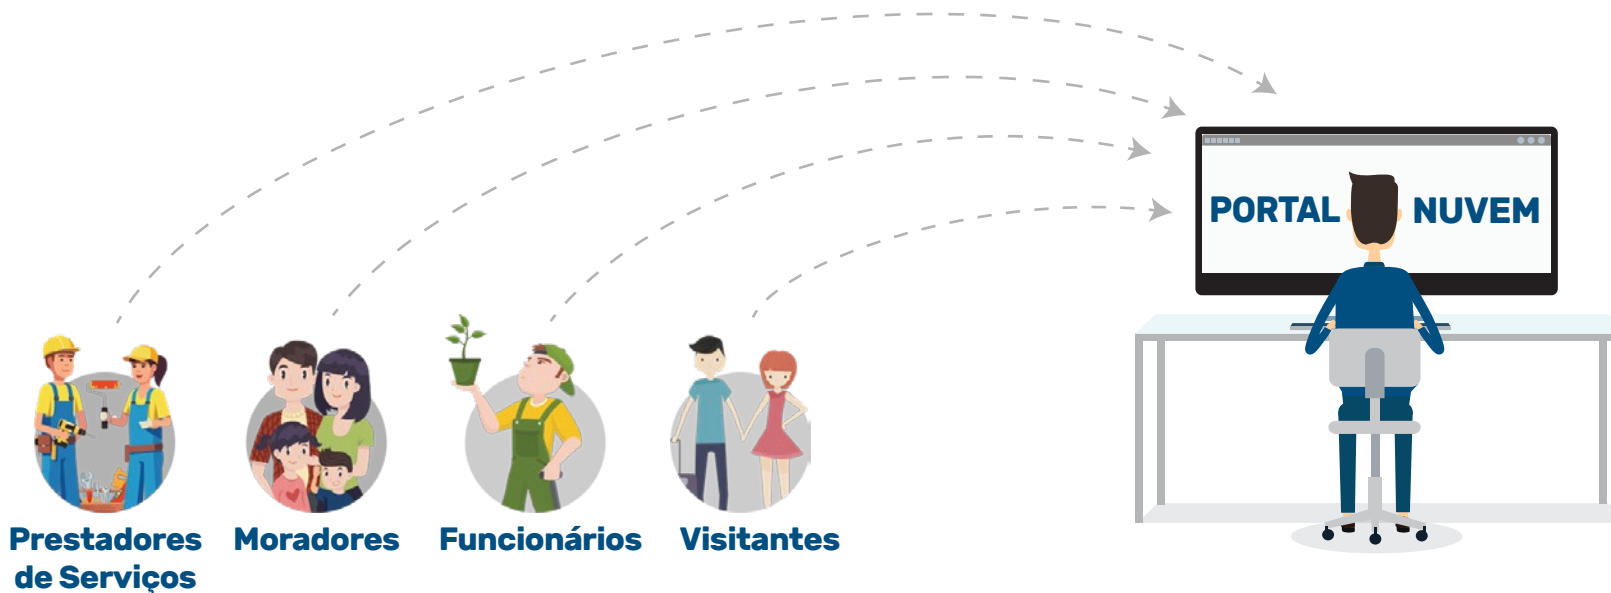 PORTAL NUVEM
Prestadores
de Serviços
Moradores
Funcionários
Visitantes